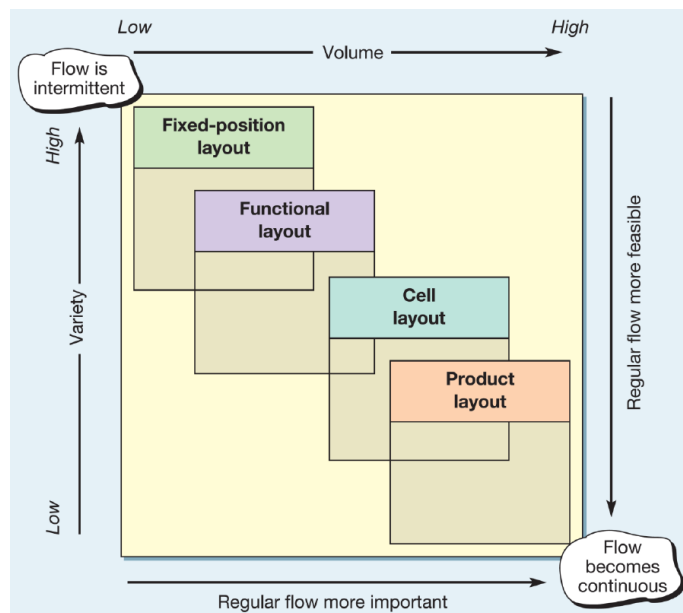 Low
High
Volume
Flow is
intermittent
High
Variety
Low
Fixed-position
layout
Functional
layout
Cell
layout
Product
layout
Regular flow more feasible
Flow
becomes
continuous
Regular flow more important